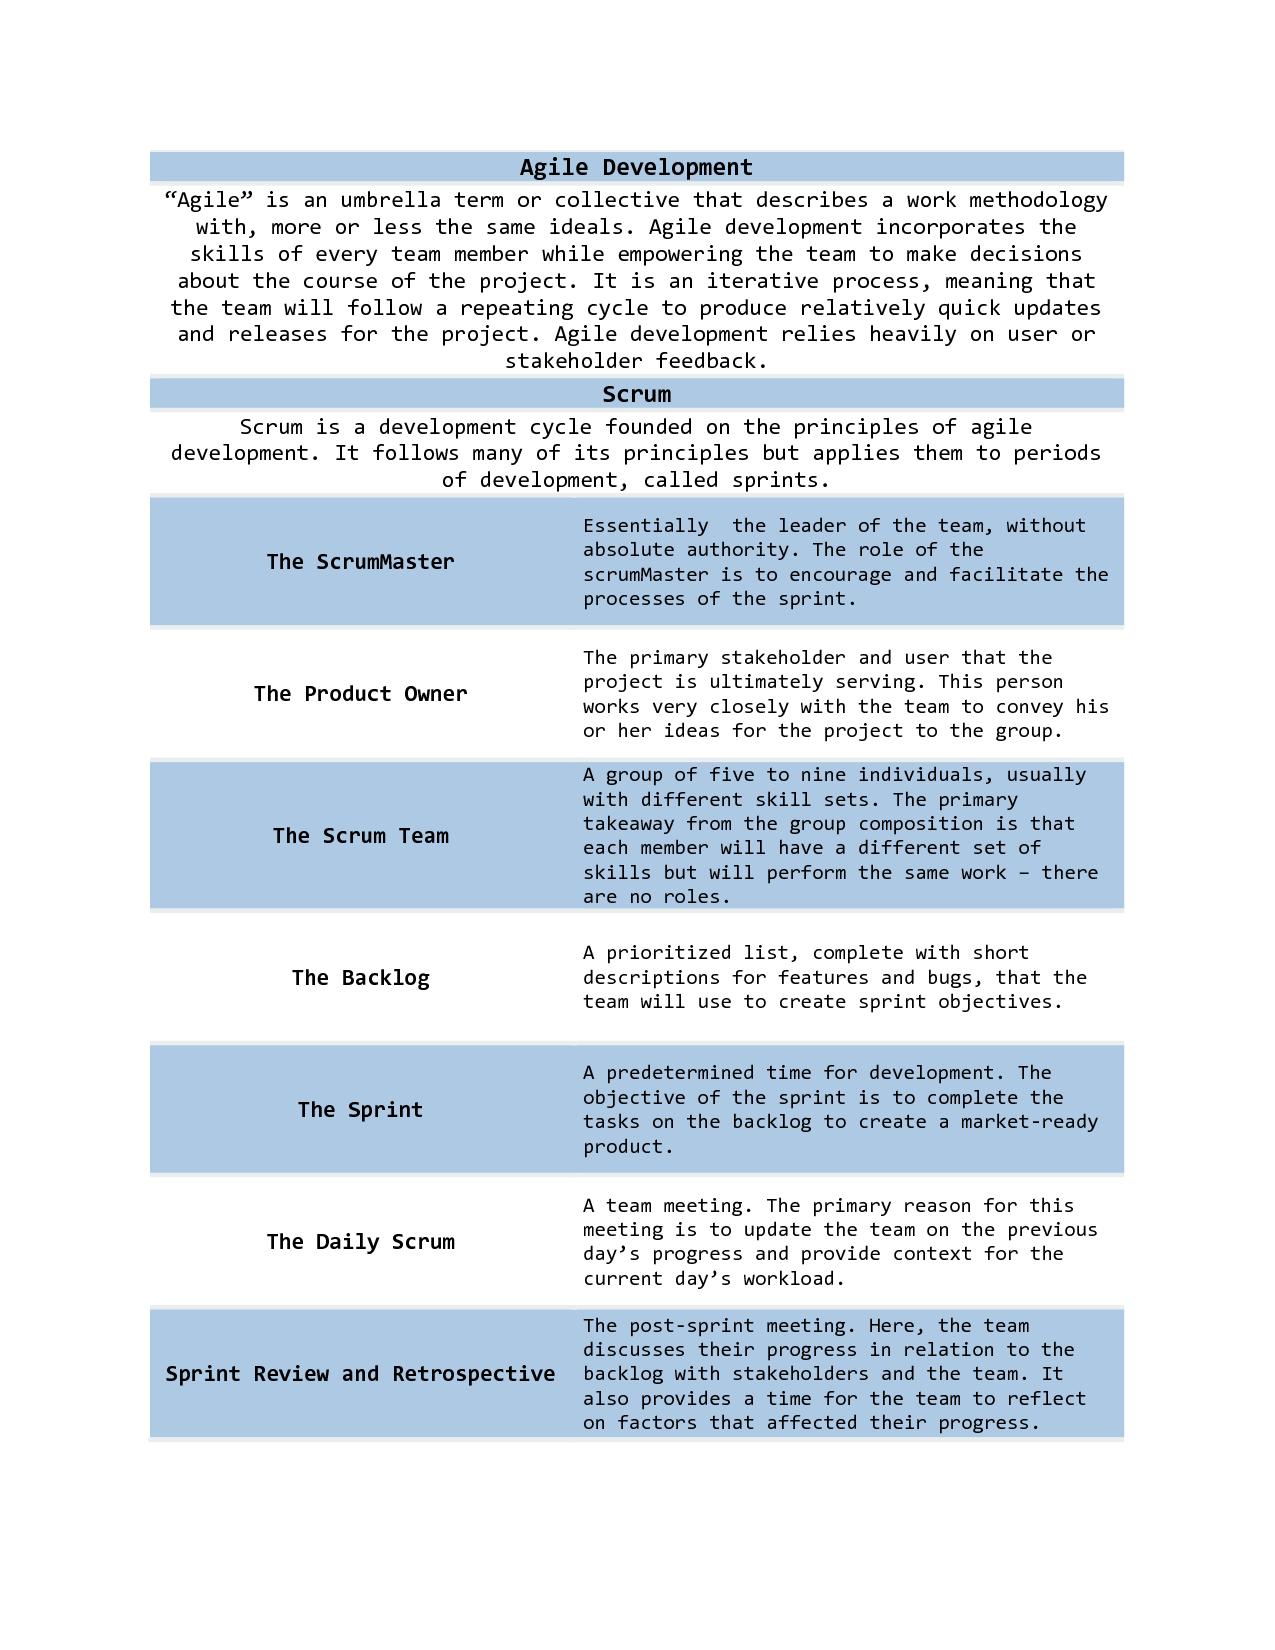 Agile Development
“Agile” is an umbrella term or collective that describes a work methodology
with, more or less the same ideals. Agile development incorporates the
skills of every team member while empowering the team to make decisions
about the course of the project. It is an iterative process, meaning that
the team will follow a repeating cycle to produce relatively quick updates
and releases for the project. Agile development relies heavily on user or
stakeholder feedback.
Scrum
Scrum is a development cycle founded on the principles of agile
development. It follows many of its principles but applies them to periods
of development, called sprints.
The ScrumMaster
Essentially  the leader of the team, without
absolute authority. The role of the
scrumMaster is to encourage and facilitate the
processes of the sprint.
The Product Owner
The primary stakeholder and user that the
project is ultimately serving. This person
works very closely with the team to convey his
or her ideas for the project to the group.
The Scrum Team
A group of five to nine individuals, usually
with different skill sets. The primary
takeaway from the group composition is that
each member will have a different set of
skills but will perform the same work – there
are no roles.
The Backlog
A prioritized list, complete with short
descriptions for features and bugs, that the
team will use to create sprint objectives.
The Sprint
A predetermined time for development. The
objective of the sprint is to complete the
tasks on the backlog to create a market-ready
product.
The Daily Scrum
A team meeting. The primary reason for this
meeting is to update the team on the previous
day’s progress and provide context for the
current day’s workload.
Sprint Review and Retrospective
The post-sprint meeting. Here, the team
discusses their progress in relation to the
backlog with stakeholders and the team. It
also provides a time for the team to reflect
on factors that affected their progress.